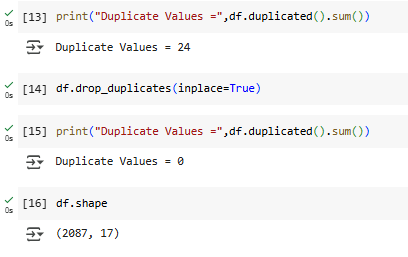 [13] print("Duplicate Values =",df.duplicated().sum())
0s
Duplicate Values = 24
[14] df.drop_duplicates(inplace=True)
0s
[15] print("Duplicate Values =",df.duplicated().sum())
0s
Duplicate Values = 0
[16] df.shape
0s
(2087, 17)